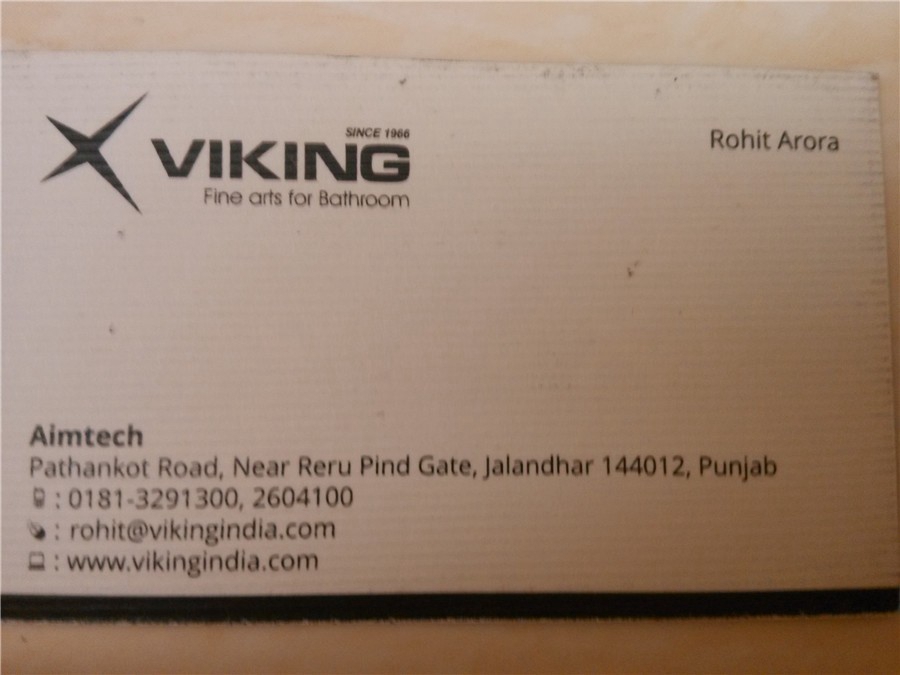 SINCE 1966
VIKING
Fine arts for Bathroom
Rohit Arora
Aimtech
Pathankot Road, Near Reru Pind Gate, Jalandhar 144012, Punjab
: 0181-3291300, 2604100
: rohit@vikingindia.com
: www.vikingindia.com